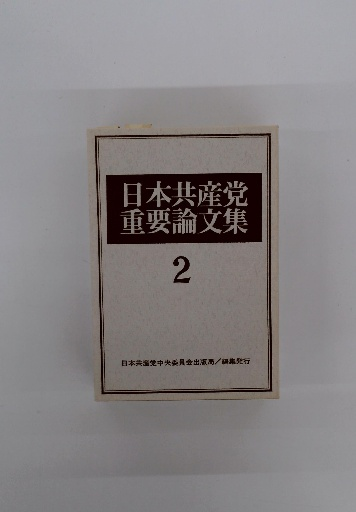 日本共産党
重要論文集
2
日本共産党中央委員会出版局/編集発行